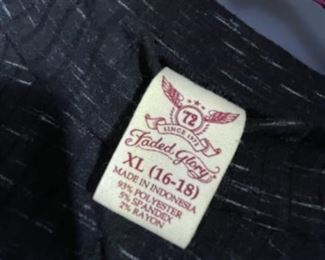 72
SINCE 1972
Faded Glory
XL (16-18)
MADE IN INDONESIA
93% POLYESTER
5% SPANDEX
2% RAYON